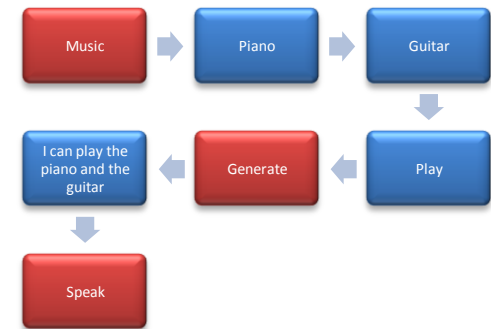 Music
Piano
Guitar
Play
Generate
I can play the
piano and the
guitar
Speak